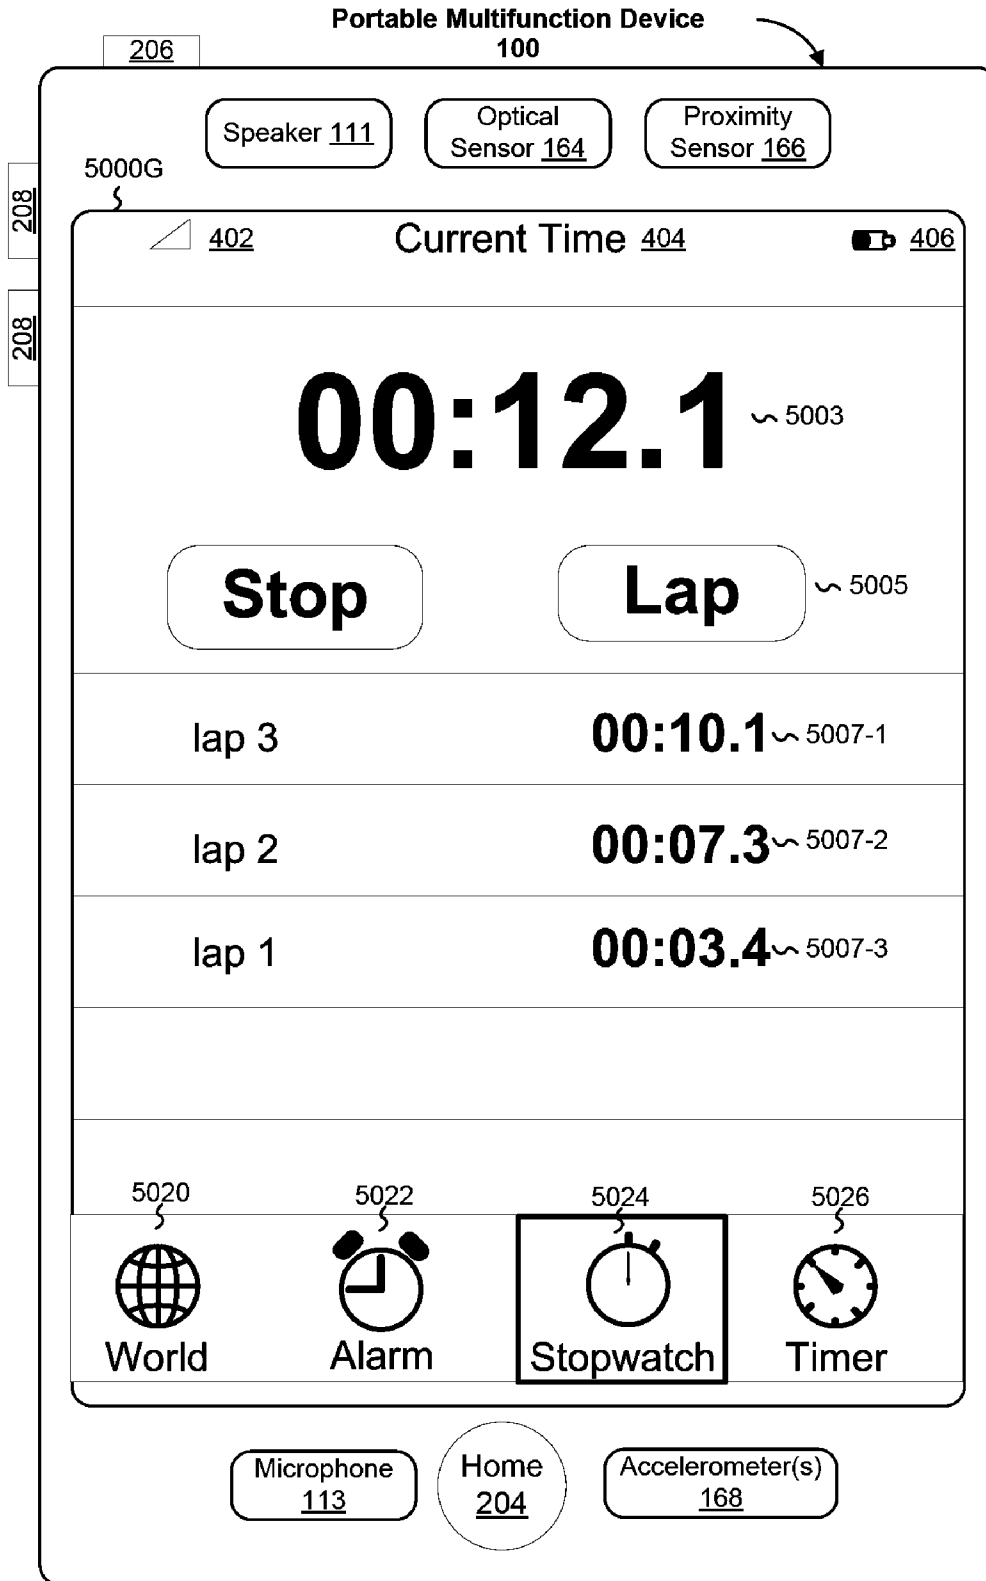 Portable Multifunction Device
100
206
Speaker 111
Optical
Sensor 164
Proximity
Sensor 166
5000G
208
208
402
Current Time 404
406
00:12.1
5003
Stop
Lap
5005
lap 3
00:10.1
5007-1
lap 2
00:07.3
5007-2
lap 1
00:03.4
5007-3
5020
5022
5024
5026
World
Alarm
Stopwatch
Timer
Microphone
113
Home
204
Accelerometer(s)
168